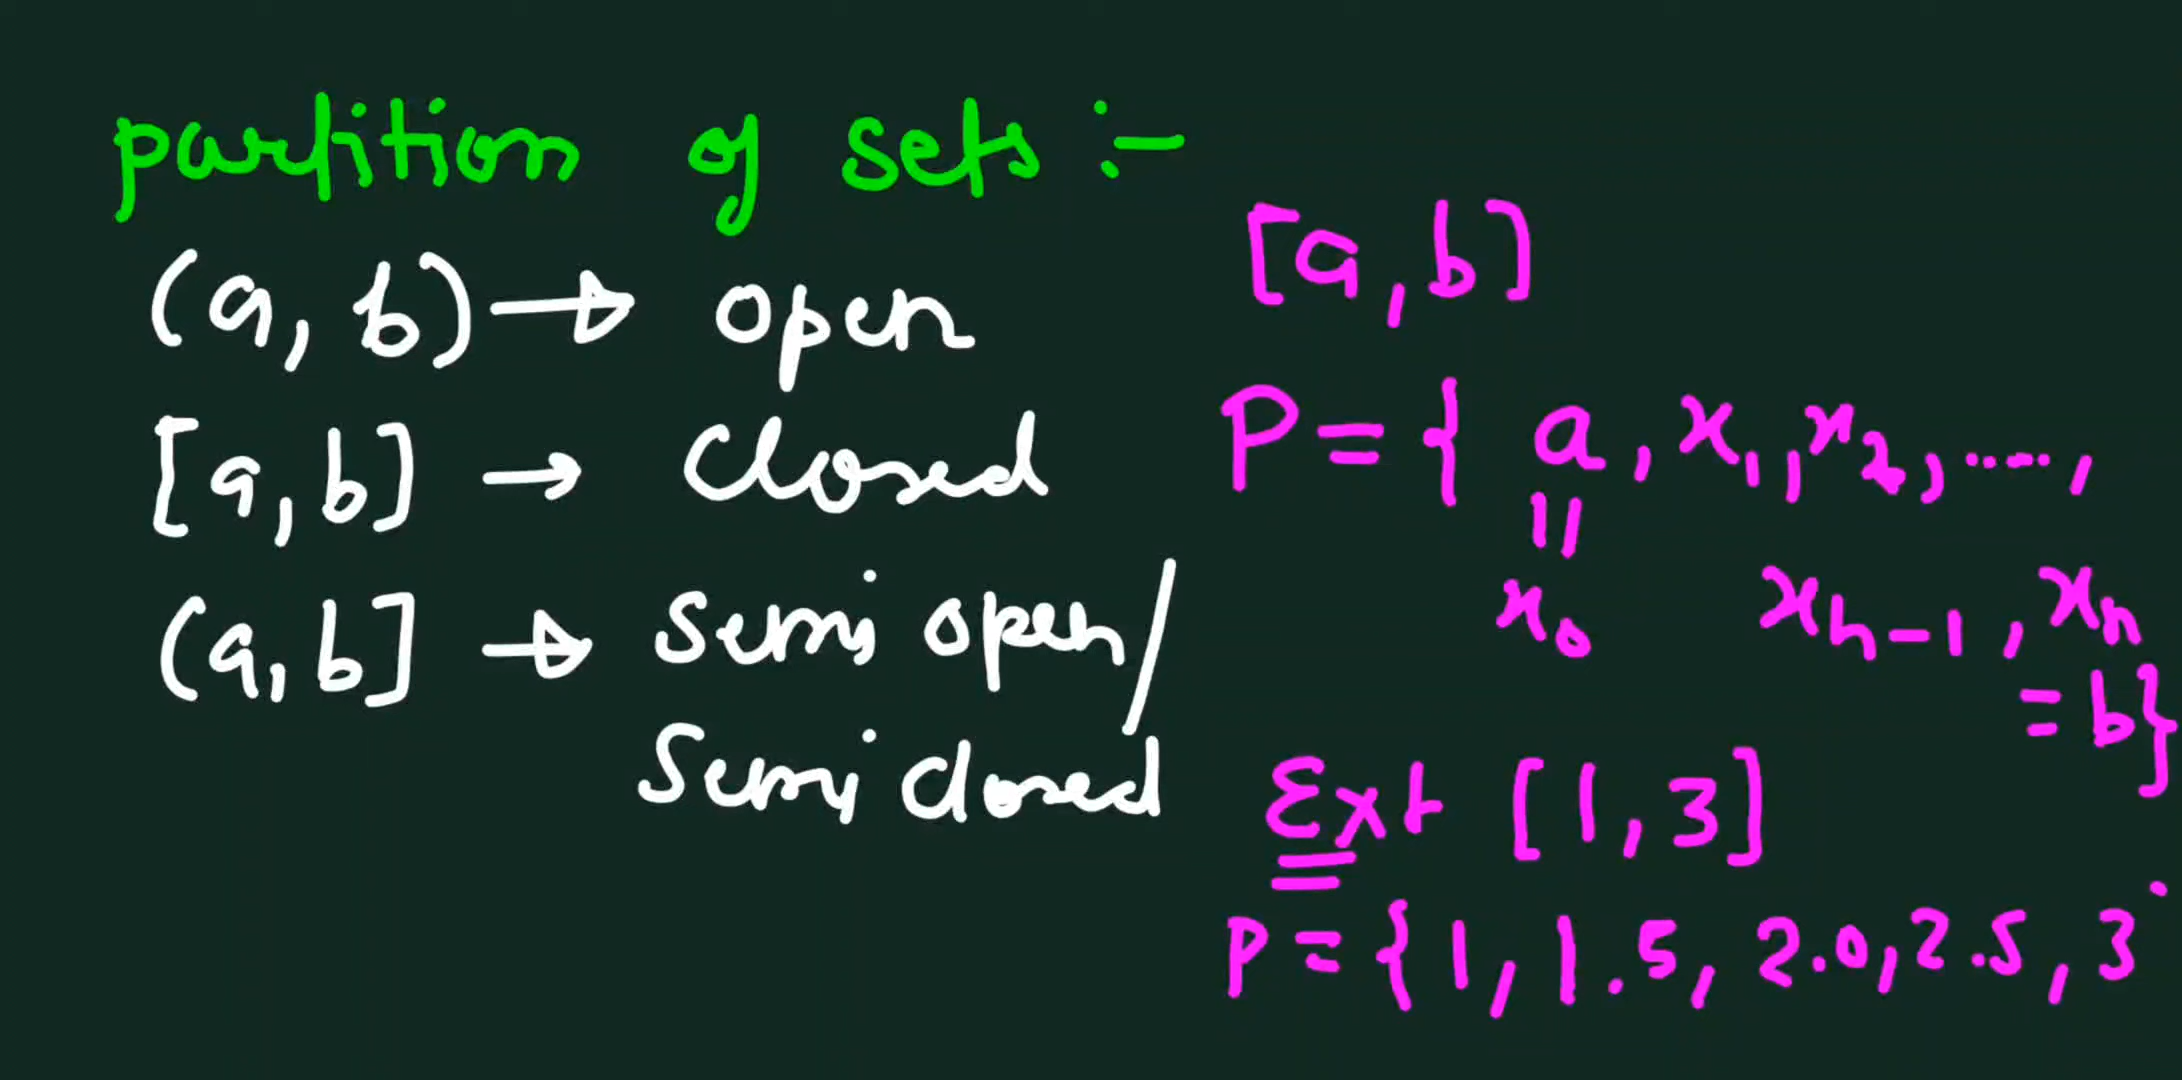 partition of sets :-
(a, b) → open
[a, b] → closed
(a, b] → semi open/
semi closed
[a, b]
P = { a, x₁, x₂, ....,
||
x₀ xₙ₋₁, xₙ
= b}
Ext [1, 3]
P = {1, 1.5, 2.0, 2.5, 3